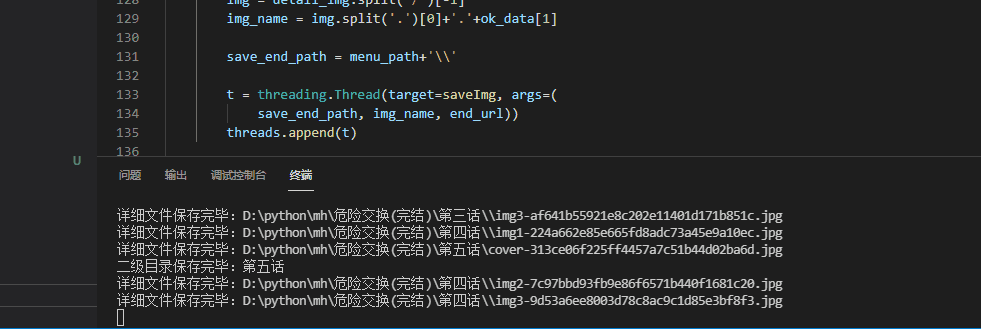 128 img = detail_img.split('/')[-1]
129 img_name = img.split('.')[0]+'.'+ok_data[1]
130
131 save_end_path = menu_path+'\\'
132
133 t = threading.Thread(target=saveImg, args=(
134 save_end_path, img_name, end_url))
135 threads.append(t)
U
136
问题 输出 调试控制台 终端
详细文件保存完毕: D:\python\mh\危险交换(完结)\第三话\\img3-af641b55921e8c202e11401d171b851c.jpg
详细文件保存完毕: D:\python\mh\危险交换(完结)\第四话\\img1-224a662e85e665fd8adc73a45e9a10ec.jpg
详细文件保存完毕: D:\python\mh\危险交换(完结)\第五话\cover-313ce06f225ff4457a7c51b44d02ba6d.jpg
二级目录保存完毕: 第五话
详细文件保存完毕: D:\python\mh\危险交换(完结)\第四话\\img2-7c97bbd93fb9e86f6571b440f1681c20.jpg
详细文件保存完毕: D:\python\mh\危险交换(完结)\第四话\\img3-9d53a6ee8003d78c8ac9c1d85e3bf8f3.jpg